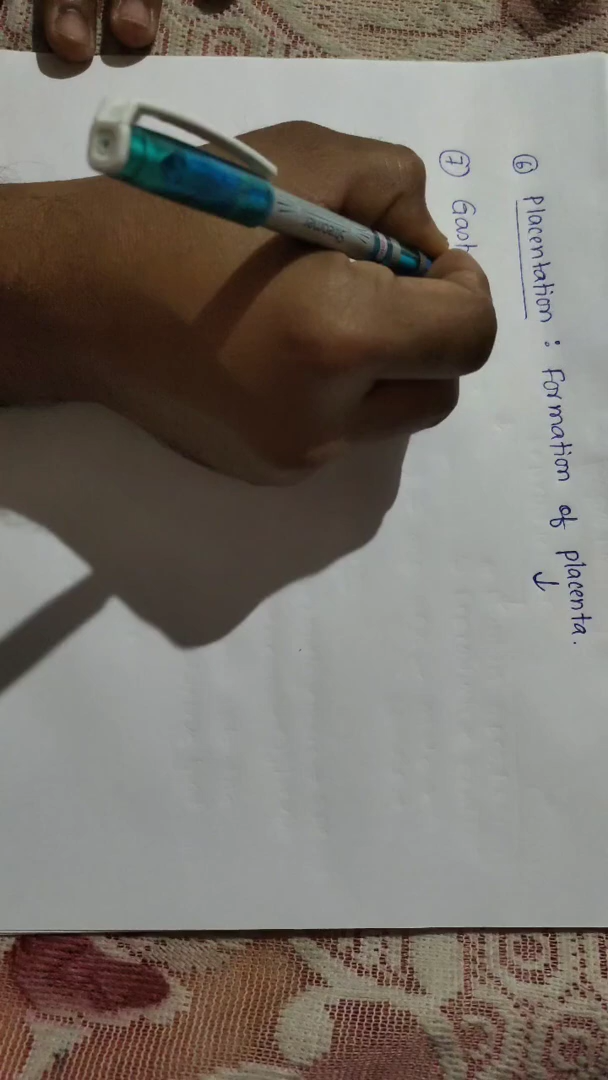 ⑥ Placentation : Formation of placenta.
↓
⑦ Gast